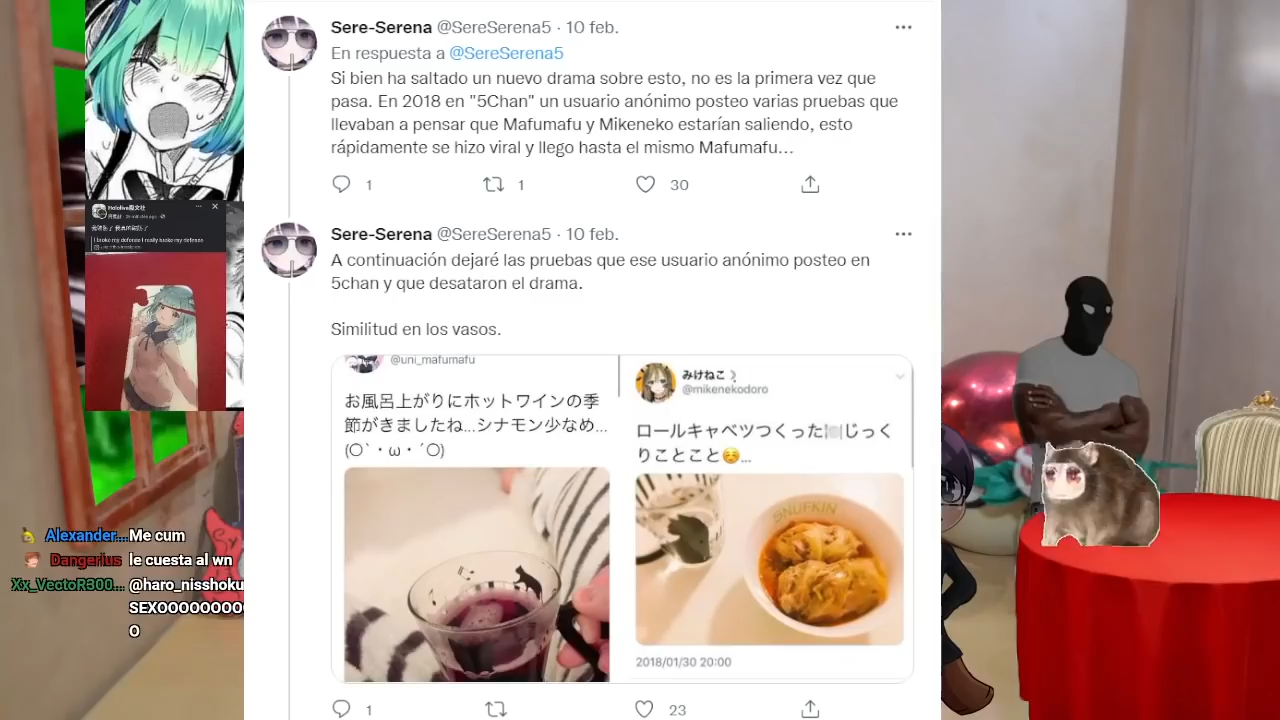 Sere-Serena @SereSerena5 · 10 feb.
En respuesta a @SereSerena5
Si bien ha saltado un nuevo drama sobre esto, no es la primera vez que
pasa. En 2018 en "5Chan" un usuario anónimo posteo varias pruebas que
llevaban a pensar que Mafumafu y Mikeneko estarían saliendo, esto
rápidamente se hizo viral y llego hasta el mismo Mafumafu...
1
1
30
Sere-Serena @SereSerena5 · 10 feb.
A continuación dejaré las pruebas que ese usuario anónimo posteo en
5chan y que desataron el drama.
Similitud en los vasos.
@uni_mafumafu
お風呂上がりにホットワインの季
節がきましたね...シナモン少なめ...
(○`・ω・´○)
みけねこ
@mikenekodoro
ロールキャベツつくった🍽じっく
りことこと☺️...
SNUFKIN
2018/01/30 20:00
1
23
I broke my defense I really broke my defense
Alexander... Me cum
Dangerius le cuesta al wn
Xx_VectoR300... @haro_nisshoku
SEXOOOOOOOOO
O